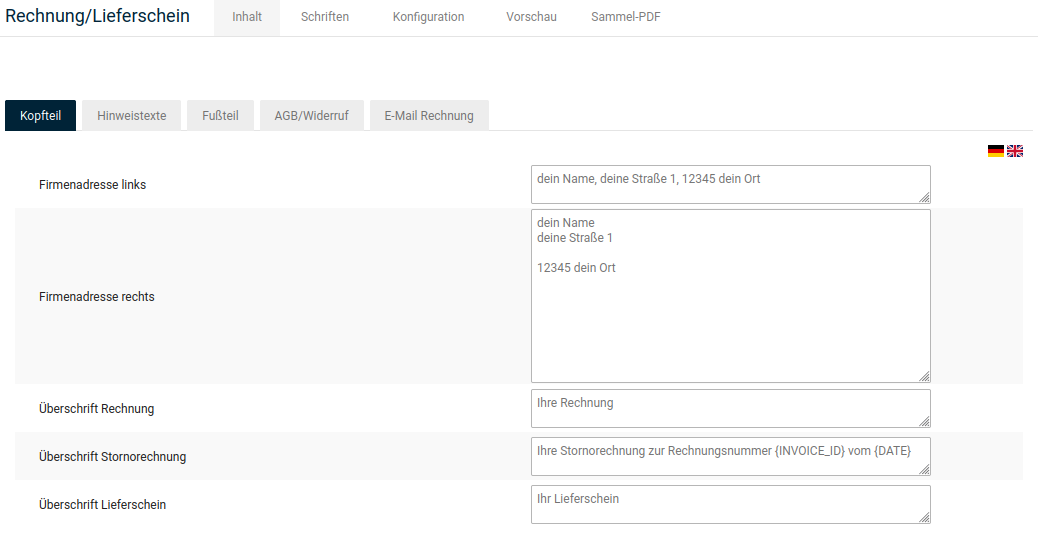 Rechnung/Lieferschein Inhalt Schriften Konfiguration Vorschau Sammel-PDF
Kopfteil Hinweistexte Fußteil AGB/Widerruf E-Mail Rechnung
Firmenadresse links dein Name, deine Straße 1, 12345 dein Ort
Firmenadresse rechts
dein Name
deine Straße 1
12345 dein Ort
Überschrift Rechnung Ihre Rechnung
Überschrift Stornorechnung Ihre Stornorechnung zur Rechnungsnummer {INVOICE_ID} vom {DATE}
Überschrift Lieferschein Ihr Lieferschein